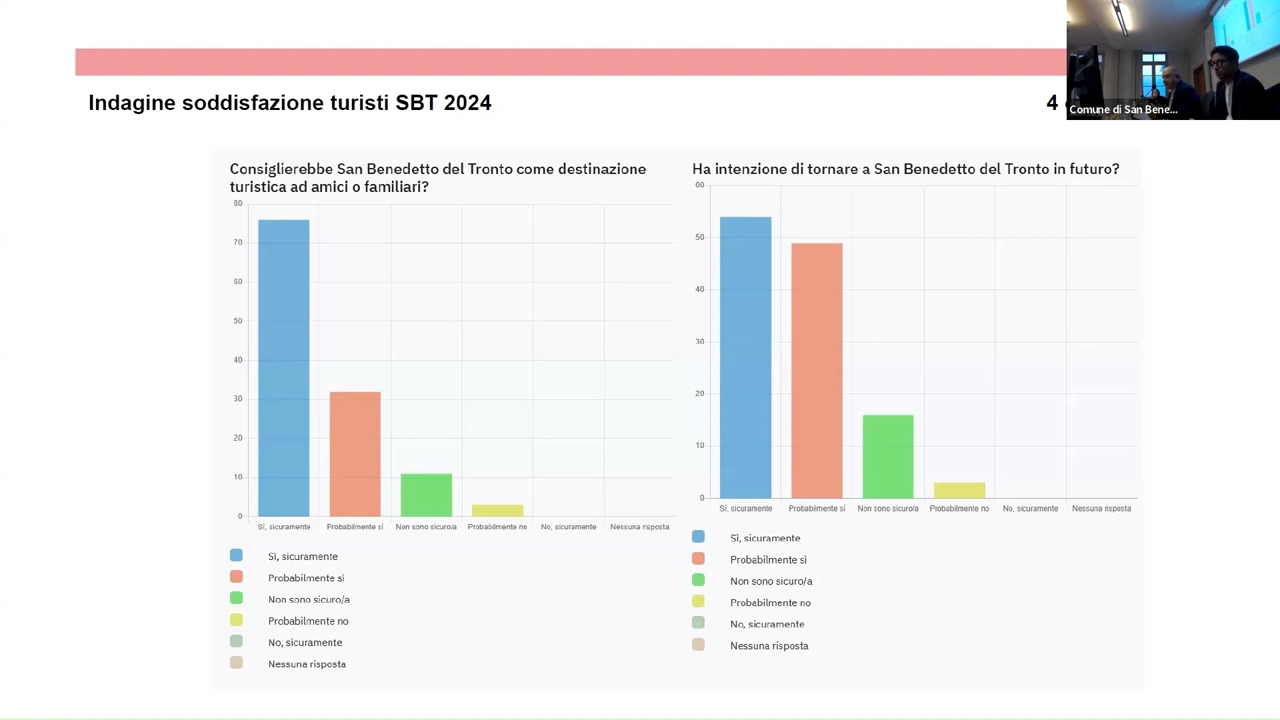 Indagine soddisfazione turisti SBT 2024
4
Comune di San Bene...
Consiglierebbe San Benedetto del Tronto come destinazione
turistica ad amici o familiari?
80
70
60
50
40
30
20
10
0
Sì, sicuramente Probabilmente sì Non sono sicuro/a Probabilmente no No, sicuramente Nessuna risposta
Sì, sicuramente
Probabilmente sì
Non sono sicuro/a
Probabilmente no
No, sicuramente
Nessuna risposta
Ha intenzione di tornare a San Benedetto del Tronto in futuro?
60
50
40
30
20
10
0
Sì, sicuramente Probabilmente sì Non sono sicuro/a Probabilmente no No, sicuramente Nessuna risposta
Sì, sicuramente
Probabilmente sì
Non sono sicuro/a
Probabilmente no
No, sicuramente
Nessuna risposta